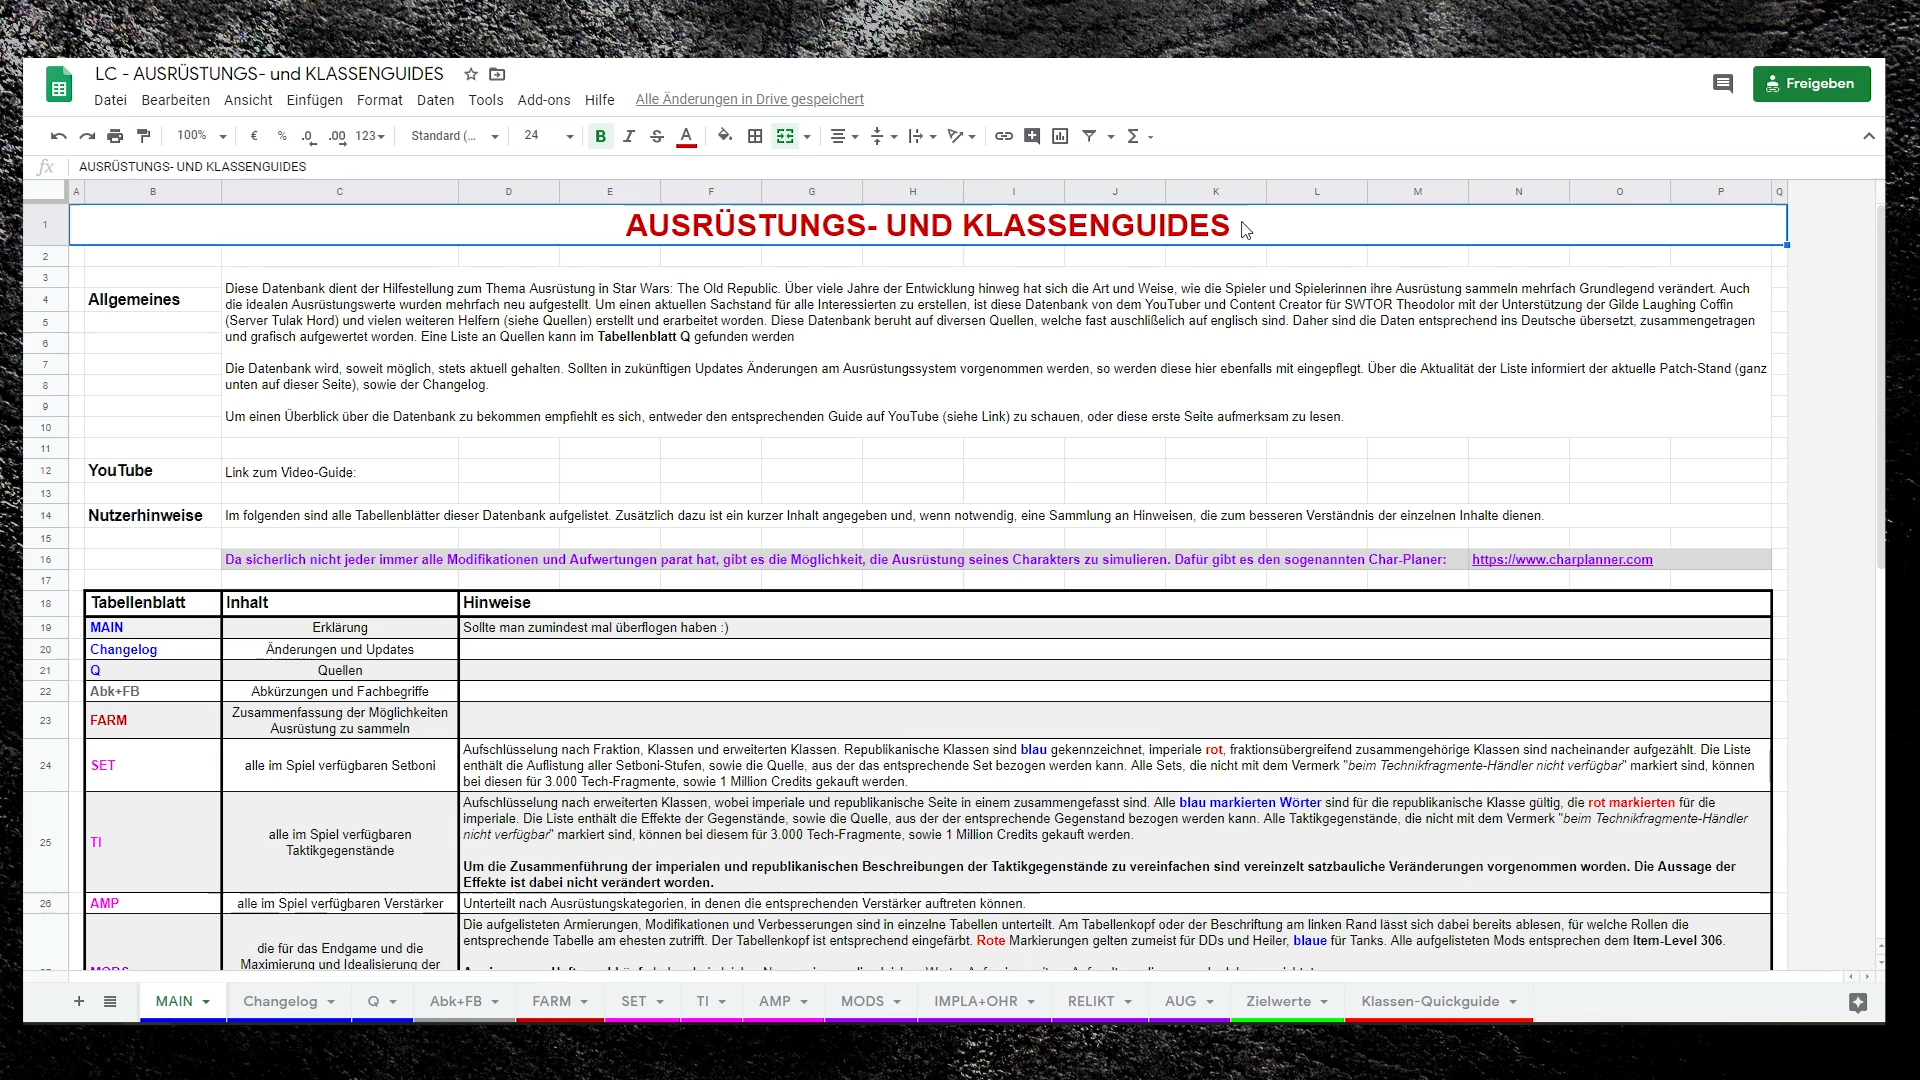 LC - AUSRÜSTUNGS- und KLASSENGUIDES
Freigeben
Datei Bearbeiten Ansicht Einfügen Format Daten Tools Add-ons Hilfe Alle Änderungen in Drive gespeichert
100% € % .0 .00 123 Standard (... 24 B I S A
fx AUSRÜSTUNGS- UND KLASSENGUIDES
A B C D E F G H I J K L M N O P Q
1 AUSRÜSTUNGS- UND KLASSENGUIDES
2
3
4 Allgemeines
5
6
7
8
9
10
Diese Datenbank dient der Hilfestellung zum Thema Ausrüstung in Star Wars: The Old Republic. Über viele Jahre der Entwicklung hinweg hat sich die Art und Weise, wie die Spieler und Spielerinnen ihre Ausrüstung sammeln mehrfach Grundlegend verändert. Auch
die idealen Ausrüstungswerte wurden mehrfach neu aufgestellt. Um einen aktuellen Sachstand für alle Interessierten zu erstellen, ist diese Datenbank von dem YouTuber und Content Creator für SWTOR Theodolor mit der Unterstützung der Gilde Laughing Coffin
(Server Tulak Hord) und vielen weiteren Helfern (siehe Quellen) erstellt und erarbeitet worden. Diese Datenbank beruht auf diversen Quellen, welche fast auschlißelich auf englisch sind. Daher sind die Daten entsprechend ins Deutsche übersetzt, zusammengetragen
und grafisch aufgewertet worden. Eine Liste an Quellen kann im Tabellenblatt Q gefunden werden
Die Datenbank wird, soweit möglich, stets aktuell gehalten. Sollten in zukünftigen Updates Änderungen am Ausrüstungssystem vorgenommen werden, so werden diese hier ebenfalls mit eingepflegt. Über die Aktualität der Liste informiert der aktuelle Patch-Stand (ganz
unten auf dieser Seite), sowie der Changelog.
Um einen Überblick über die Datenbank zu bekommen empfiehlt es sich, entweder den entsprechenden Guide auf YouTube (siehe Link) zu schauen, oder diese erste Seite aufmerksam zu lesen.
11
12 YouTube Link zum Video-Guide:
13
14 Nutzerhinweise Im folgenden sind alle Tabellenblätter dieser Datenbank aufgelistet. Zusätzlich dazu ist ein kurzer Inhalt angegeben und, wenn notwendig, eine Sammlung an Hinweisen, die zum besseren Verständnis der einzelnen Inhalte dienen.
15
16 Da sicherlich nicht jeder immer alle Modifikationen und Aufwertungen parat hat, gibt es die Möglichkeit, die Ausrüstung seines Charakters zu simulieren. Dafür gibt es den sogenannten Char-Planer: https://www.charplanner.com
17
18 Tabellenblatt Inhalt Hinweise
19 MAIN Erklärung Sollte man zumindest mal überflogen haben :)
20 Changelog Änderungen und Updates
21 Q Quellen
22 Abk+FB Abkürzungen und Fachbegriffe
23 FARM Zusammenfassung der Möglichkeiten
Ausrüstung zu sammeln
24 SET alle im Spiel verfügbaren Setboni
Aufschlüsselung nach Fraktion, Klassen und erweiterten Klassen. Republikanische Klassen sind blau gekennzeichnet, imperiale rot, fraktionsübergreifend zusammengehörige Klassen sind nacheinander aufgezählt. Die Liste
enthält die Auflistung aller Setboni-Stufen, sowie die Quelle, aus der das entsprechende Set bezogen werden kann. Alle Sets, die nicht mit dem Vermerk "beim Technikfragmente-Händler nicht verfügbar" markiert sind, können
bei diesen für 3.000 Tech-Fragmente, sowie 1 Million Credits gekauft werden.
25 TI alle im Spiel verfügbaren
Taktikgegenstände
Aufschlüsselung nach erweiterten Klassen, wobei imperiale und republikanische Seite in einem zusammengefasst sind. Alle blau markierten Wörter sind für die republikanische Klasse gültig, die rot markierten für die
imperiale. Die Liste enthält die Effekte der Gegenstände, sowie die Quelle, aus der der entsprechende Gegenstand bezogen werden kann. Alle Taktikgegenstände, die nicht mit dem Vermerk "beim Technikfragmente-Händler
nicht verfügbar" markiert sind, können bei diesem für 3.000 Tech-Fragmente, sowie 1 Million Credits gekauft werden.
Um die Zusammenführung der imperialen und republikanischen Beschreibungen der Taktikgegenstände zu vereinfachen sind vereinzelt satzbauliche Veränderungen vorgenommen worden. Die Aussage der
Effekte ist dabei nicht verändert worden.
26 AMP alle im Spiel verfügbaren Verstärker Unterteilt nach Ausrüstungskategorien, in denen die entsprechenden Verstärker auftreten können.
MODS die für das Endgame und die
Maximierung und Idealisierung der
Die aufgelisteten Armierungen, Modifikationen und Verbesserungen sind in einzelne Tabellen unterteilt. Am Tabellenkopf oder der Beschriftung am linken Rand lässt sich dabei bereits ablesen, für welche Rollen die
entsprechende Tabelle am ehesten zutrifft. Der Tabellenkopf ist entsprechend eingefärbt. Rote Markierungen gelten zumeist für DDs und Heiler, blaue für Tanks. Alle aufgelisteten Mods entsprechen dem Item-Level 306.
MAIN Changelog Q Abk+FB FARM SET TI AMP MODS IMPLA+OHR RELIKT AUG Zielwerte Klassen-Quickguide